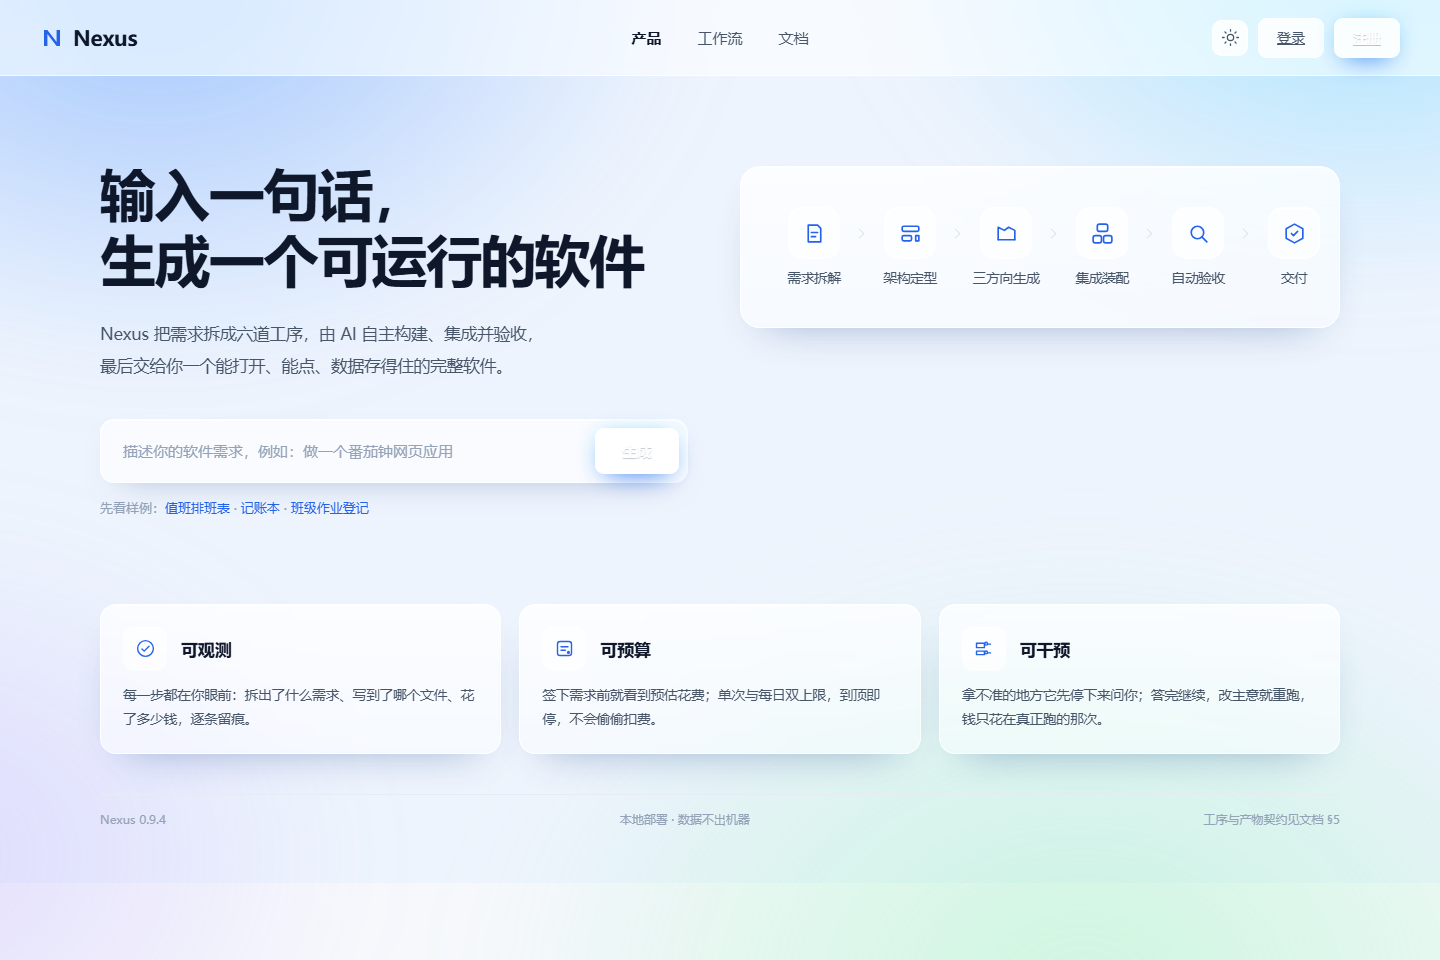 Nexus
产品
工作流
文档
登录
注册
输入一句话，
生成一个可运行的软件
Nexus 把需求拆成六道工序，由 AI 自主构建、集成并验收，
最后交给你一个能打开、能点、数据存得住的完整软件。
描述你的软件需求，例如：做一个番茄钟网页应用
生成
先看样例：值班排班表 · 记账本 · 班级作业登记
需求拆解
架构定型
三方向生成
集成装配
自动验收
交付
可观测
每一步都在你眼前：拆出了什么需求、写到了哪个文件、花
了多少钱，逐条留痕。
可预算
签下需求前就看到预估花费；单次与每日双上限，到顶即
停，不会偷偷扣费。
可干预
拿不准的地方它先停下来问你；答完继续，改主意就重跑，
钱只花在真正跑的那次。
Nexus 0.9.4
本地部署 · 数据不出机器
工序与产物契约见文档 §5